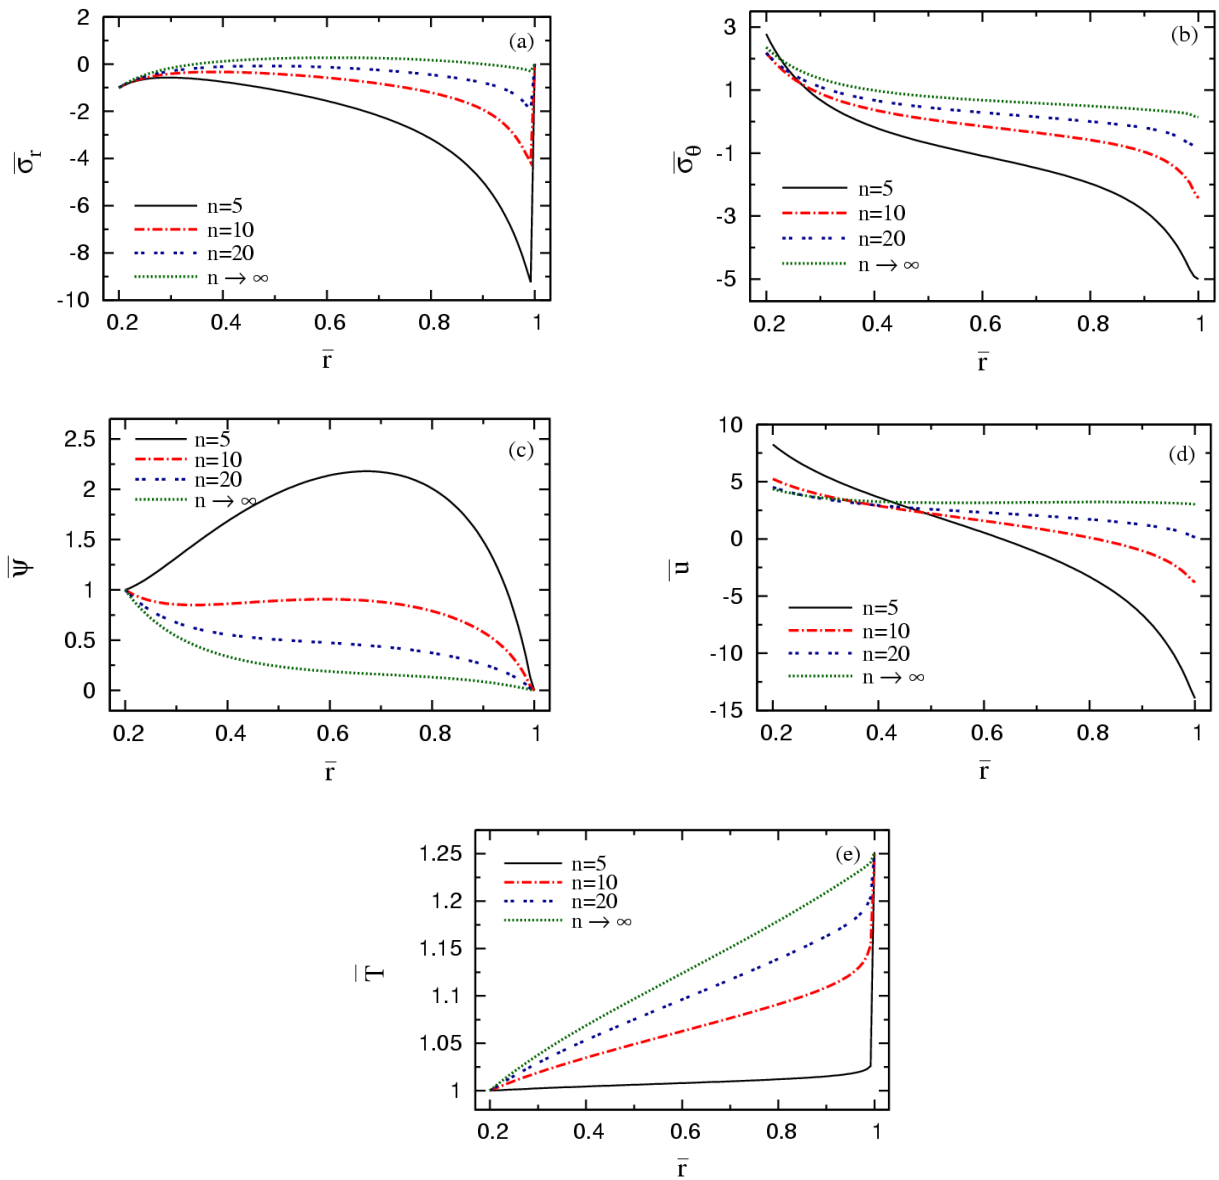 2
0
-2
-4
-6
-8
-10
σ̅r
(a)
n=5
n=10
n=20
n → ∞
0.2 0.4 0.6 0.8 1
r̅
3
1
-1
-3
-5
σ̅θ
(b)
n=5
n=10
n=20
n → ∞
0.2 0.4 0.6 0.8 1
r̅
2.5
2
1.5
1
0.5
0
ψ̅
(c)
n=5
n=10
n=20
n → ∞
0.2 0.4 0.6 0.8 1
r̅
10
5
0
-5
-10
-15
u̅
(d)
n=5
n=10
n=20
n → ∞
0.2 0.4 0.6 0.8 1
r̅
1.25
1.2
1.15
1.1
1.05
1
T̅
(e)
n=5
n=10
n=20
n → ∞
0.2 0.4 0.6 0.8 1
r̅